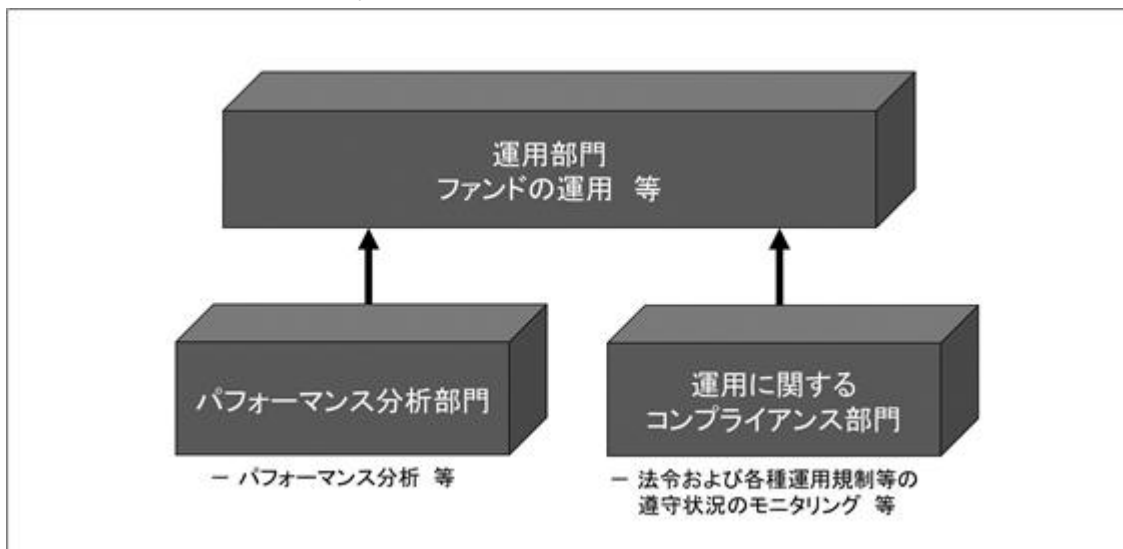 運用部門
ファンドの運用 等
パフォーマンス分析部門
－ パフォーマンス分析 等
運用に関する
コンプライアンス部門
－ 法令および各種運用規制等の
遵守状況のモニタリング 等